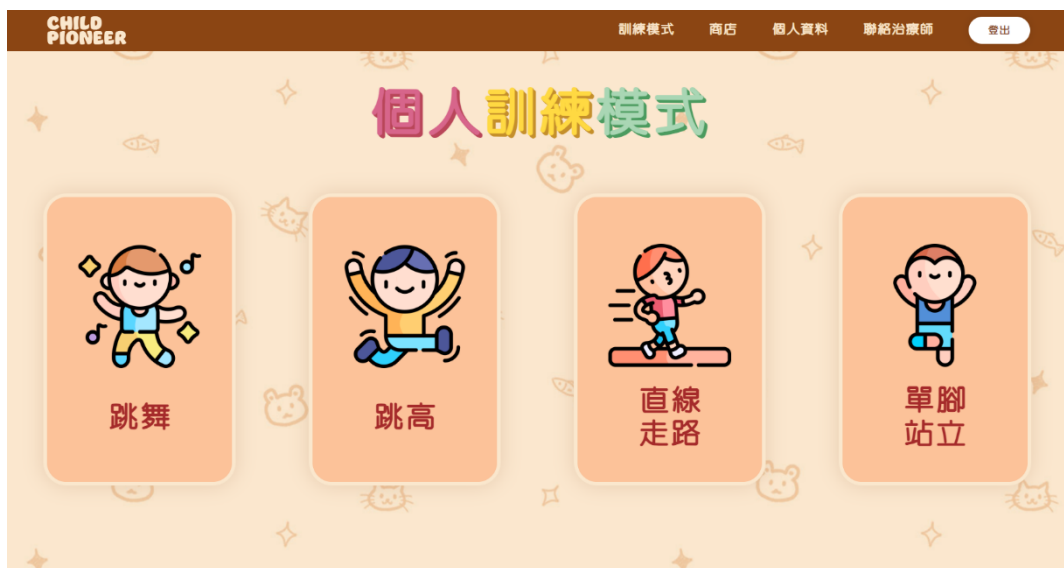 CHILD
PIONEER
訓練模式
商店
個人資料
聯絡治療師
登出
個人訓練模式
跳舞
跳高
直線
走路
單腳
站立